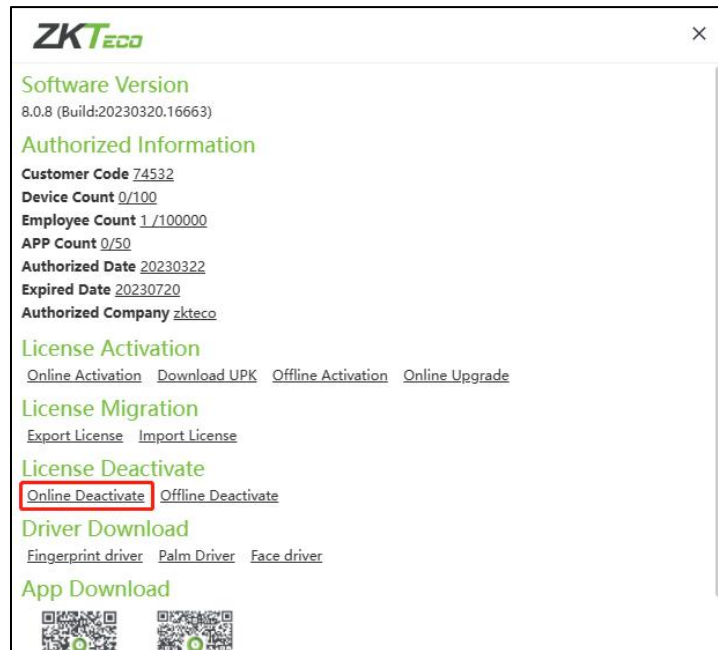 ZKTeco
Software Version
8.0.8 (Build:20230320.16663)
Authorized Information
Customer Code 74532
Device Count 0/100
Employee Count 1 /100000
APP Count 0/50
Authorized Date 20230322
Expired Date 20230720
Authorized Company zkteco
License Activation
Online Activation Download UPK Offline Activation Online Upgrade
License Migration
Export License Import License
License Deactivate
Online Deactivate Offline Deactivate
Driver Download
Fingerprint driver Palm Driver Face driver
App Download